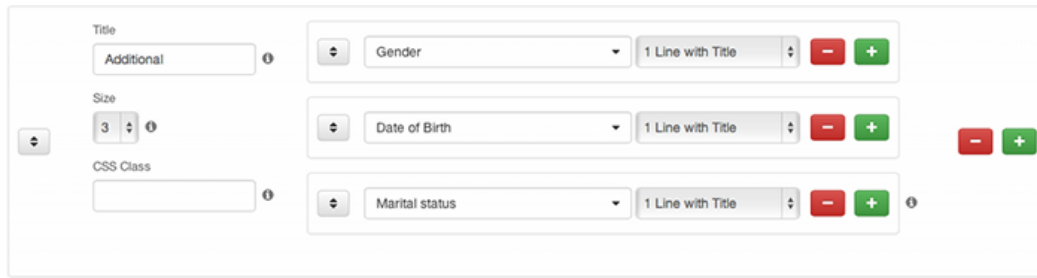 Title
Additional
Size
3
CSS Class
Gender
1 Line with Title
Date of Birth
1 Line with Title
Marital status
1 Line with Title